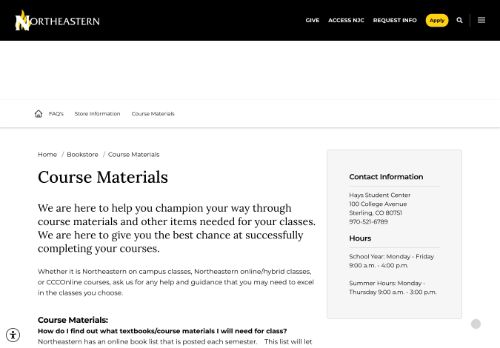 NORTHEASTERN
GIVE ACCESS NJC REQUEST INFO Apply
FAQ's Store Information Course Materials
Home / Bookstore / Course Materials
Course Materials
We are here to help you champion your way through
course materials and other items needed for your classes.
We are here to give you the best chance at successfully
completing your courses.
Whether it is Northeastern on campus classes, Northeastern online/hybrid classes,
or CCCOnline courses, ask us for any help and guidance that you may need to excel
in the classes you choose.
Course Materials:
How do I find out what textbooks/course materials I will need for class?
Northeastern has an online book list that is posted each semester. This list will let
Contact Information
Hays Student Center
100 College Avenue
Sterling, CO 80751
970-521-6789
Hours
School Year: Monday - Friday
9:00 a.m. - 4:00 p.m.
Summer Hours: Monday -
Thursday 9:00 a.m. - 3:00 p.m.